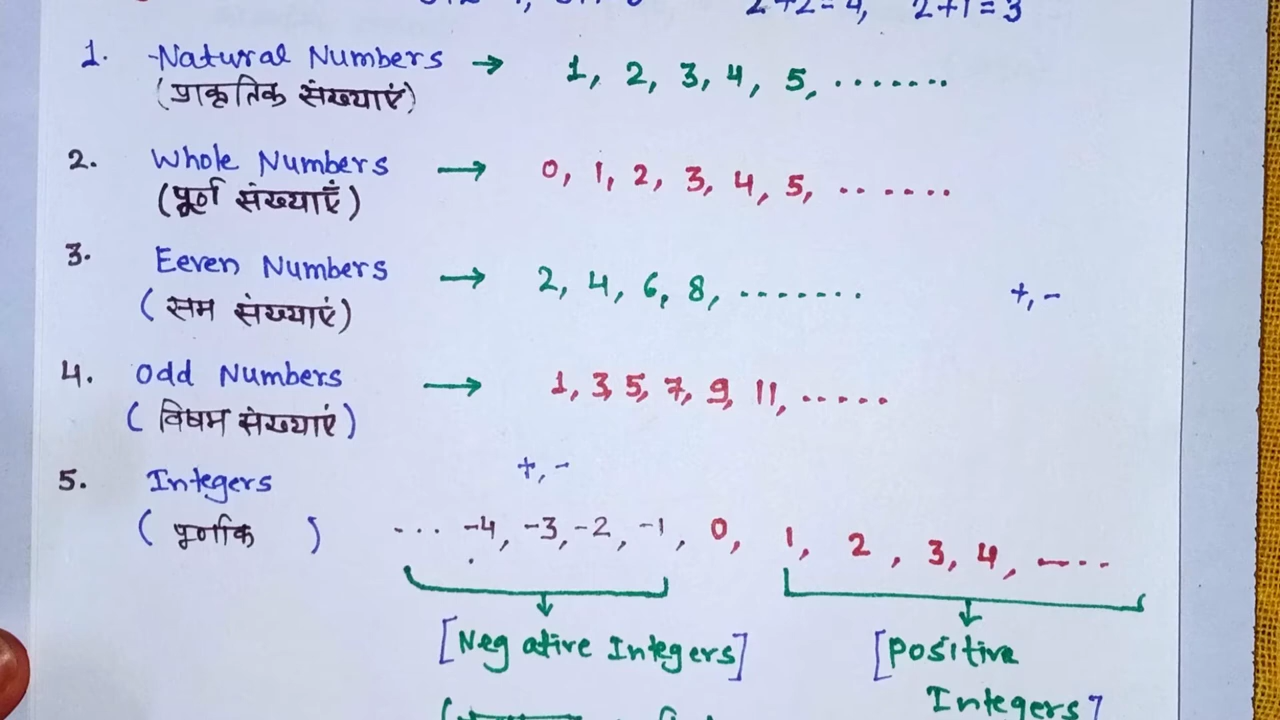 2+2=4, 2+1=3
1. Natural Numbers → 1, 2, 3, 4, 5, .......
(प्राकृतिक संख्याएं)
2. Whole Numbers → 0, 1, 2, 3, 4, 5, .......
(पूर्ण संख्याएँ)
3. Eeven Numbers → 2, 4, 6, 8, ....... +,-
(सम संख्याएं)
4. Odd Numbers → 1, 3, 5, 7, 9, 11, .....
(विषम संख्याएं)
5. Integers +,-
(पूर्णांक) ... -4, -3, -2, -1, 0, 1, 2, 3, 4, ....
[Negative Integers] [Positive
Integers]